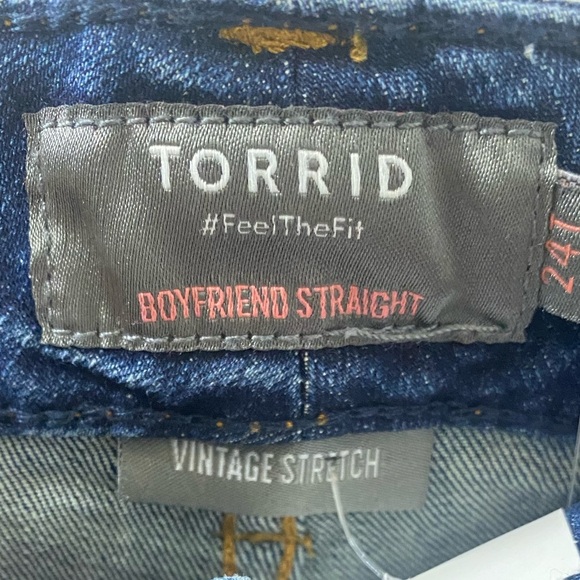 TORRID
#FeelTheFit
BOYFRIEND STRAIGHT
24T
VINTAGE STRETCH